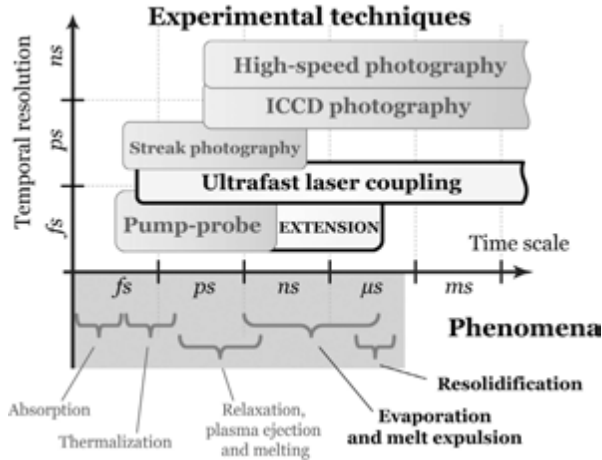 Experimental techniques
Temporal resolution
ns
ps
fs
High-speed photography
ICCD photography
Streak photography
Ultrafast laser coupling
Pump-probe
EXTENSION
Time scale
fs
ps
ns
μs
ms
Phenomena
Absorption
Thermalization
Relaxation,
plasma ejection
and melting
Evaporation
and melt expulsion
Resolidification